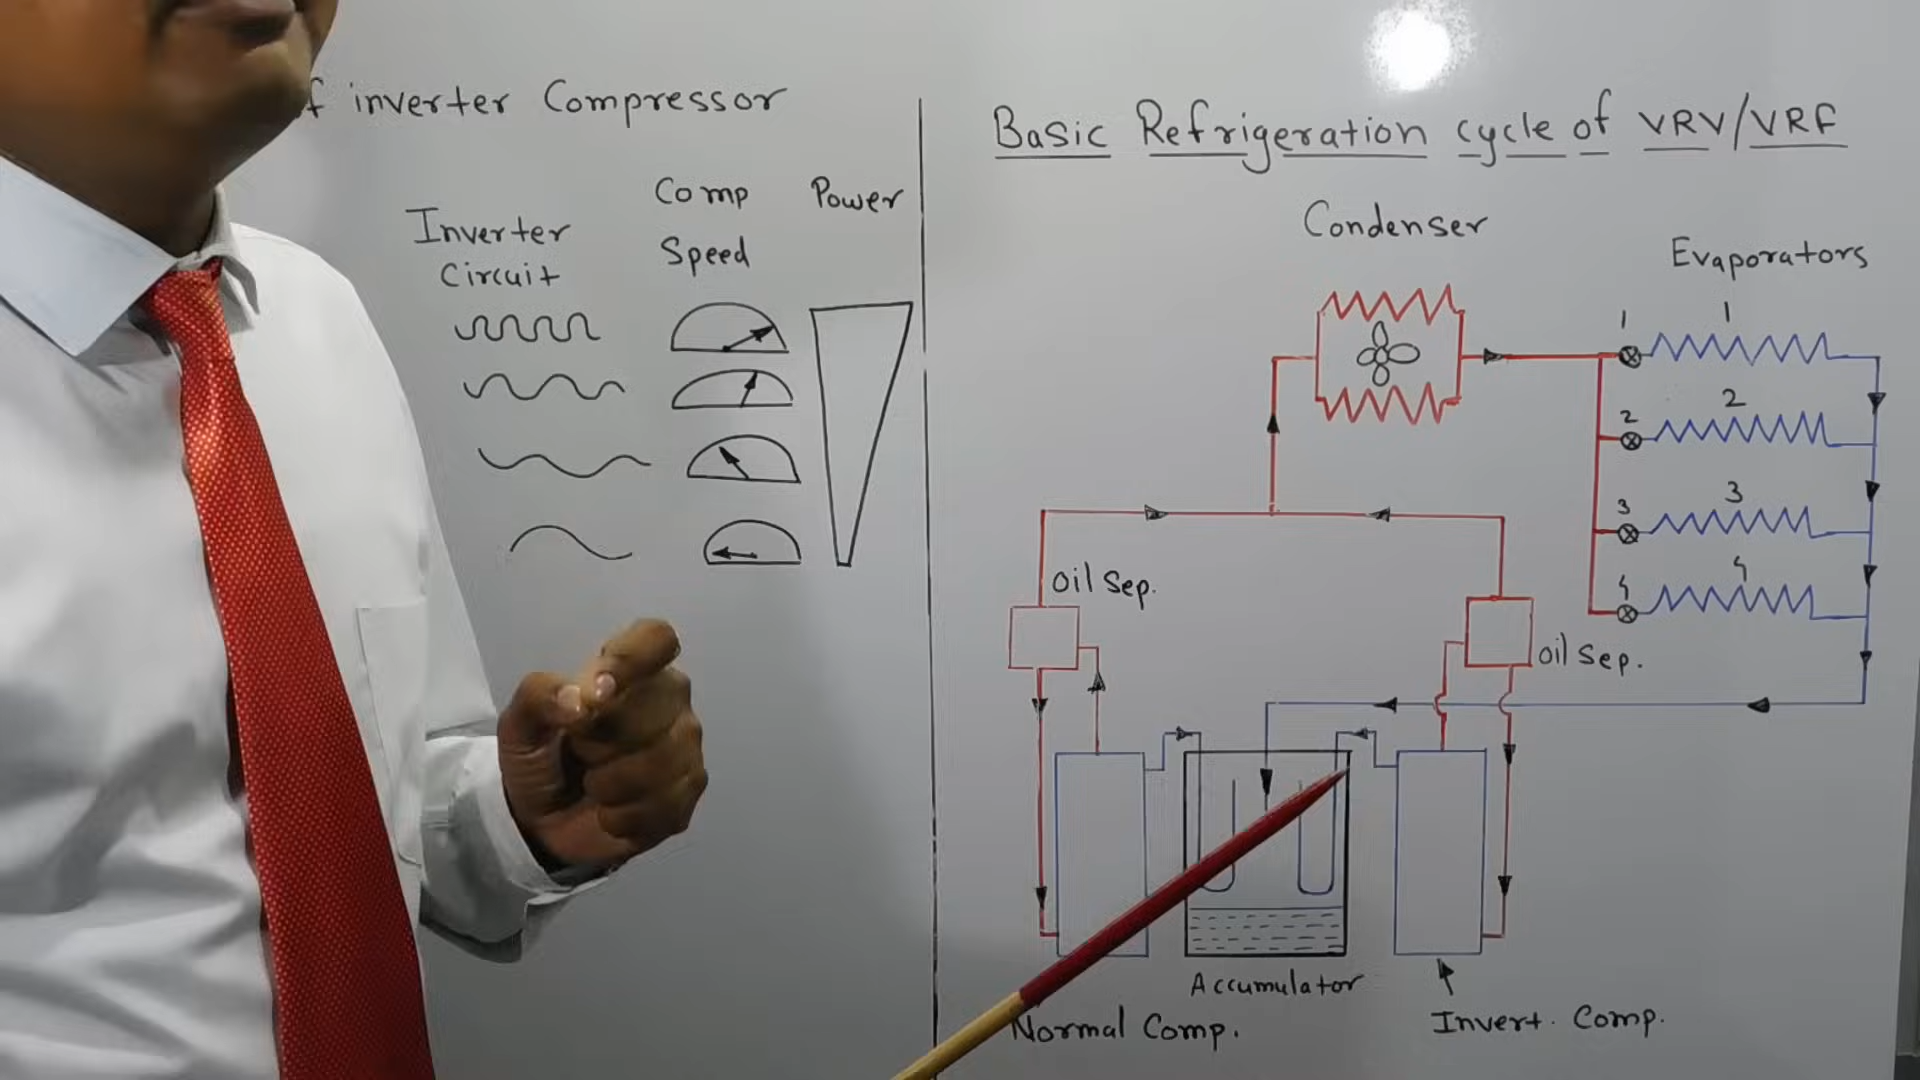 inverter Compressor
Inverter
Circuit
Comp
Speed
Power
Basic Refrigeration cycle of VRV/VRF
Condenser
Evaporators
1 1
2 2
3 3
4 4
Oil Sep.
Oil Sep.
Accumulator
Normal Comp.
Invert. Comp.